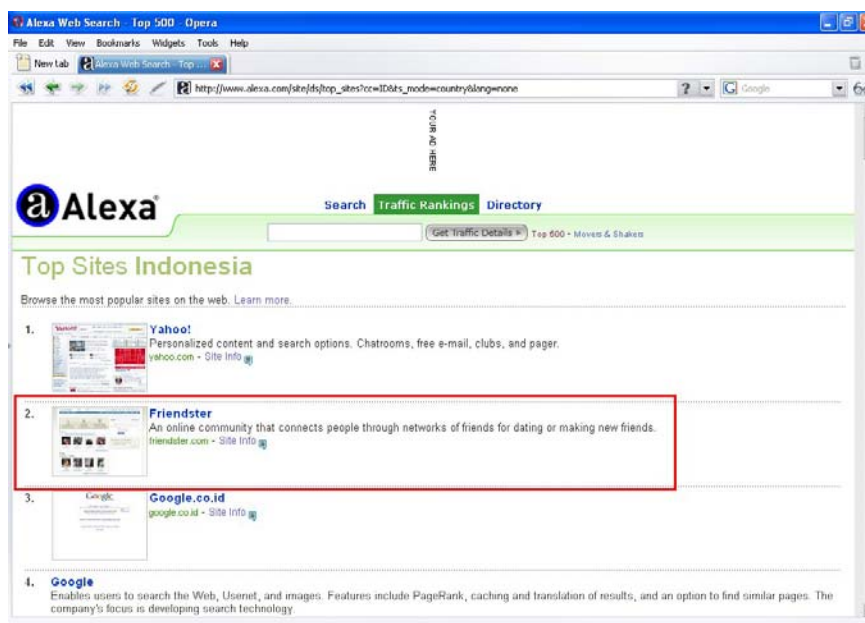 Alexa Web Search - Top 500 - Opera
File Edit View Bookmarks Widgets Tools Help
New tab Alexa Web Search - Top ...
http://www.alexa.com/site/ds/top_sites?cc=ID&ts_mode=country&lang=none ? Google
YOUR AD HERE
a Alexa
Search Traffic Rankings Directory
Get Traffic Details Top 500 • Movers & Shakers
Top Sites Indonesia
Browse the most popular sites on the web. Learn more.
1. Yahoo!
Personalized content and search options. Chatrooms, free e-mail, clubs, and pager.
yahoo.com - Site Info
2. Friendster
An online community that connects people through networks of friends for dating or making new friends.
friendster.com - Site Info
3. Google.co.id
google.co.id - Site Info
4. Google
Enables users to search the Web, Usenet, and images. Features include PageRank, caching and translation of results, and an option to find similar pages. The
company's focus is developing search technology.